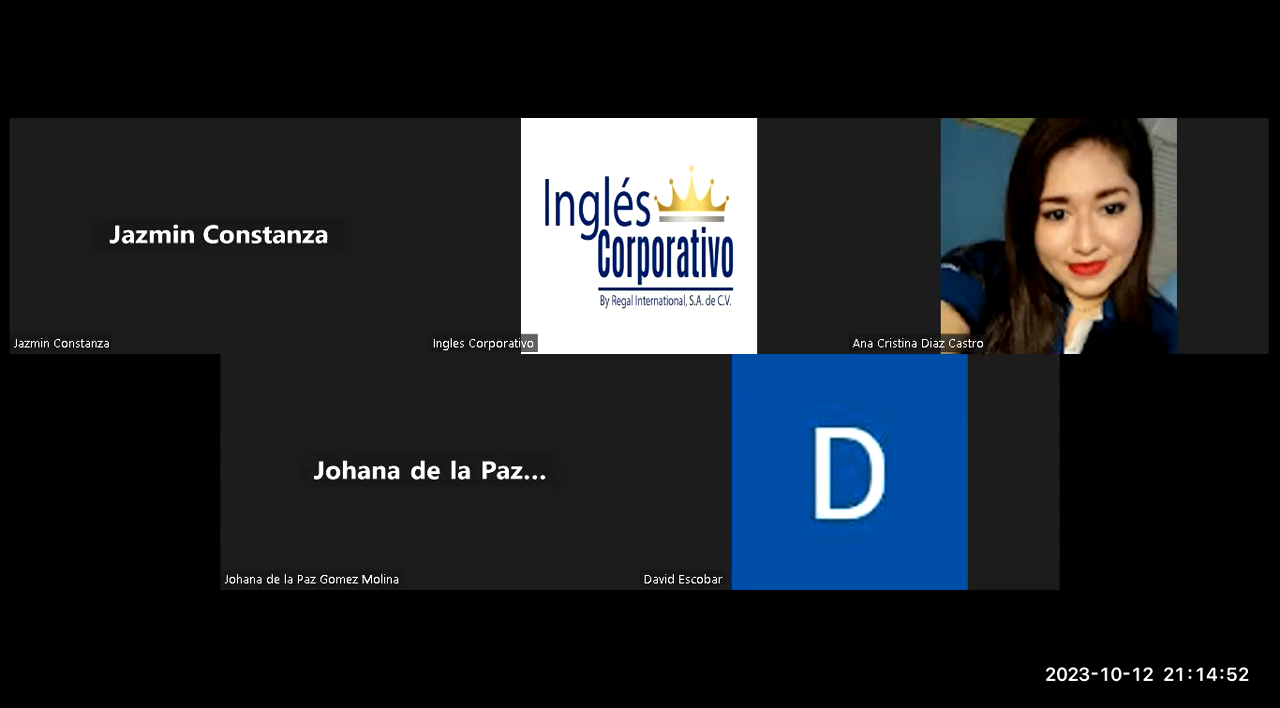 Jazmin Constanza
Jazmin Constanza
Inglés
Corporativo
By Regal International, S.A. de C.V.
Ingles Corporativo
Ana Cristina Diaz Castro
Johana de la Paz...
Johana de la Paz Gomez Molina
D
David Escobar
2023-10-12 21:14:52